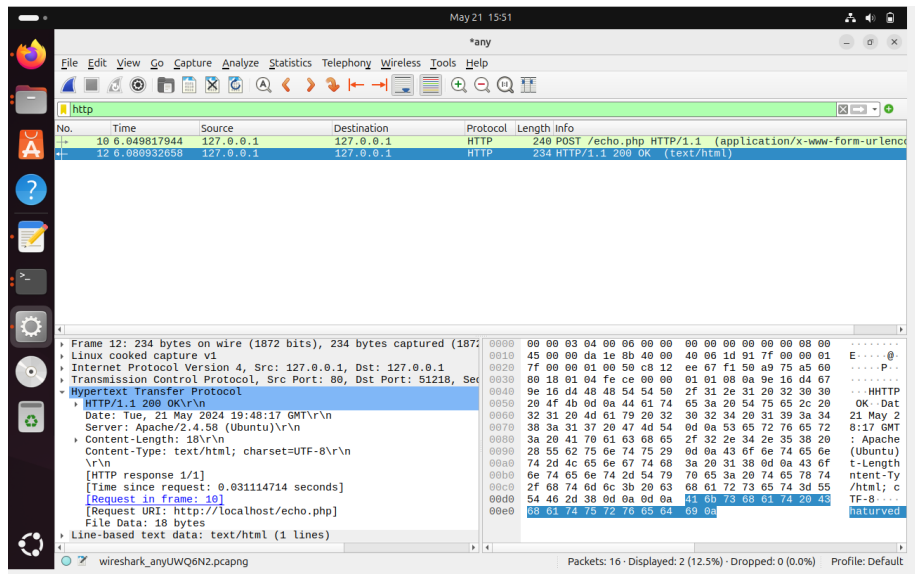 May 21 15:51
*any
File Edit View Go Capture Analyze Statistics Telephony Wireless Tools Help
http
No. Time Source Destination Protocol Length Info
10 6.049817944 127.0.0.1 127.0.0.1 HTTP 240 POST /echo.php HTTP/1.1 (application/x-www-form-urlenco
12 6.080932658 127.0.0.1 127.0.0.1 HTTP 234 HTTP/1.1 200 OK (text/html)
Frame 12: 234 bytes on wire (1872 bits), 234 bytes captured (1872
Linux cooked capture v1
Internet Protocol Version 4, Src: 127.0.0.1, Dst: 127.0.0.1
Transmission Control Protocol, Src Port: 80, Dst Port: 51218, Seq
Hypertext Transfer Protocol
HTTP/1.1 200 OK\r\n
Date: Tue, 21 May 2024 19:48:17 GMT\r\n
Server: Apache/2.4.58 (Ubuntu)\r\n
Content-Length: 18\r\n
Content-Type: text/html; charset=UTF-8\r\n
\r\n
[HTTP response 1/1]
[Time since request: 0.031114714 seconds]
[Request in frame: 10]
[Request URI: http://localhost/echo.php]
File Data: 18 bytes
Line-based text data: text/html (1 lines)
0000 00 00 03 04 00 06 00 00 00 00 00 00 00 00 08 00 ········
0010 45 00 00 da 1e 8b 40 00 40 06 1d 91 7f 00 00 01 E·····@·
0020 7f 00 00 01 00 50 c8 12 ee 67 f1 50 a9 75 a5 60 ·····P··
0030 80 18 01 04 fe ce 00 00 01 01 08 0a 9e 16 d4 67 ········
0040 9e 16 d4 48 48 54 54 50 2f 31 2e 31 20 32 30 30 ···HHTTP
0050 20 4f 4b 0d 0a 44 61 74 65 3a 20 54 75 65 2c 20 OK··Dat
0060 32 31 20 4d 61 79 20 32 30 32 34 20 31 39 3a 34 21 May 2
0070 38 3a 31 37 20 47 4d 54 0d 0a 53 65 72 76 65 72 8:17 GMT
0080 3a 20 41 70 61 63 68 65 2f 32 2e 34 2e 35 38 20 : Apache
0090 28 55 62 75 6e 74 75 29 0d 0a 43 6f 6e 74 65 6e (Ubuntu)
00a0 74 2d 4c 65 6e 67 74 68 3a 20 31 38 0d 0a 43 6f t-Length
00b0 6e 74 65 6e 74 2d 54 79 70 65 3a 20 74 65 78 74 ntent-Ty
00c0 2f 68 74 6d 6c 3b 20 63 68 61 72 73 65 74 3d 55 /html; c
00d0 54 46 2d 38 0d 0a 0d 0a 41 6b 73 68 61 74 20 43 TF-8····
00e0 68 61 74 75 72 76 65 64 69 0a haturved
wireshark_anyUWQ6N2.pcapng Packets: 16 · Displayed: 2 (12.5%) · Dropped: 0 (0.0%) Profile: Default